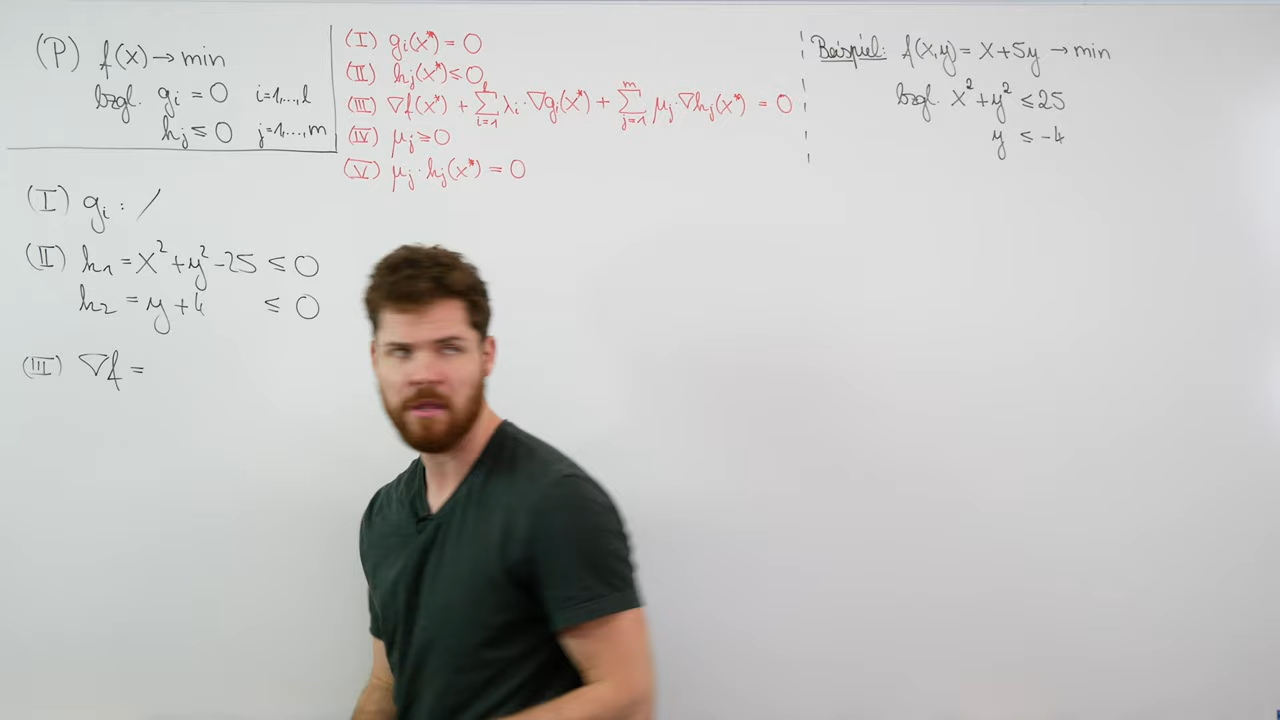 (P) f(x) → min
bzgl. gᵢ = 0 i=1,...,l
hⱼ ≤ 0 j=1,...,m
(I) gᵢ(x*) = 0
(II) hⱼ(x*) ≤ 0
(III) ∇f(x*) + ∑ᵢ₌₁ˡ λᵢ·∇gᵢ(x*) + ∑ⱼ₌₁ᵐ μⱼ·∇hⱼ(x*) = 0
(IV) μⱼ ≥ 0
(V) μⱼ·hⱼ(x*) = 0
Beispiel: f(x,y) = x+5y → min
bzgl. x²+y² ≤ 25
y ≤ -4
(I) gᵢ : /
(II) h₁ = x²+y²-25 ≤ 0
h₂ = y+4 ≤ 0
(III) ∇f =